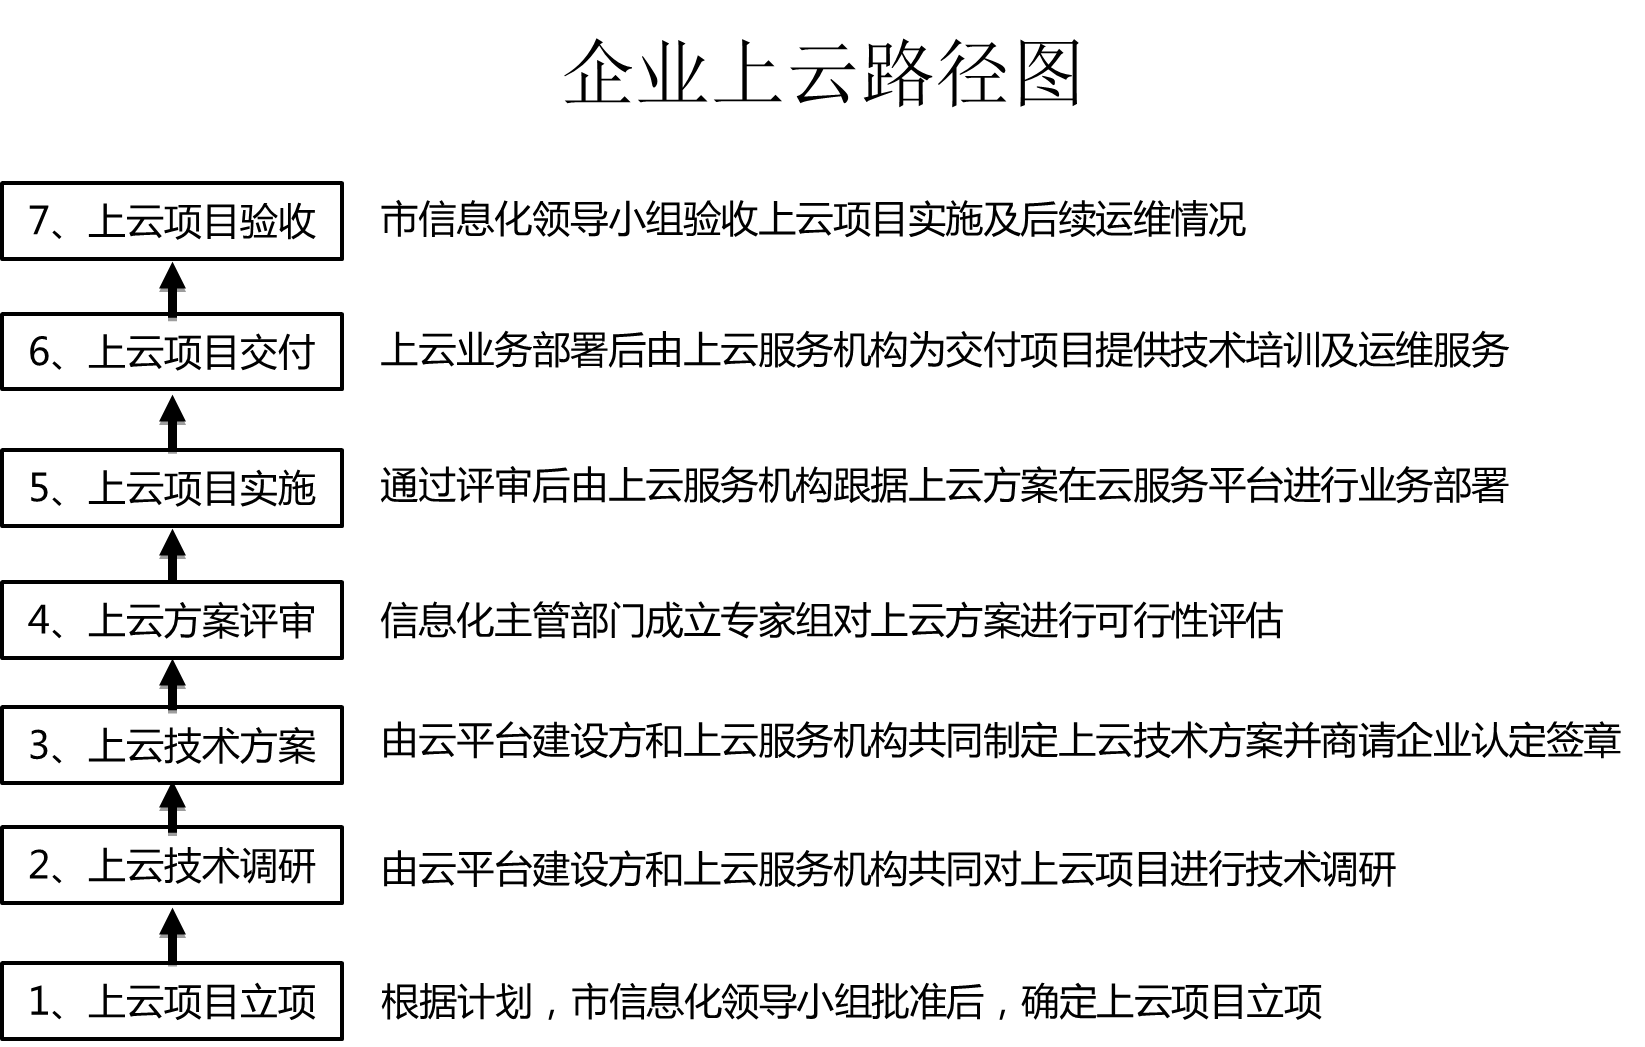 企业上云路径图
7、上云项目验收
市信息化领导小组验收上云项目实施及后续运维情况
6、上云项目交付
上云业务部署后由上云服务机构为交付项目提供技术培训及运维服务
5、上云项目实施
通过评审后由上云服务机构跟据上云方案在云服务平台进行业务部署
4、上云方案评审
信息化主管部门成立专家组对上云方案进行可行性评估
3、上云技术方案
由云平台建设方和上云服务机构共同制定上云技术方案并商请企业认定签章
2、上云技术调研
由云平台建设方和上云服务机构共同对上云项目进行技术调研
1、上云项目立项
根据计划，市信息化领导小组批准后，确定上云项目立项